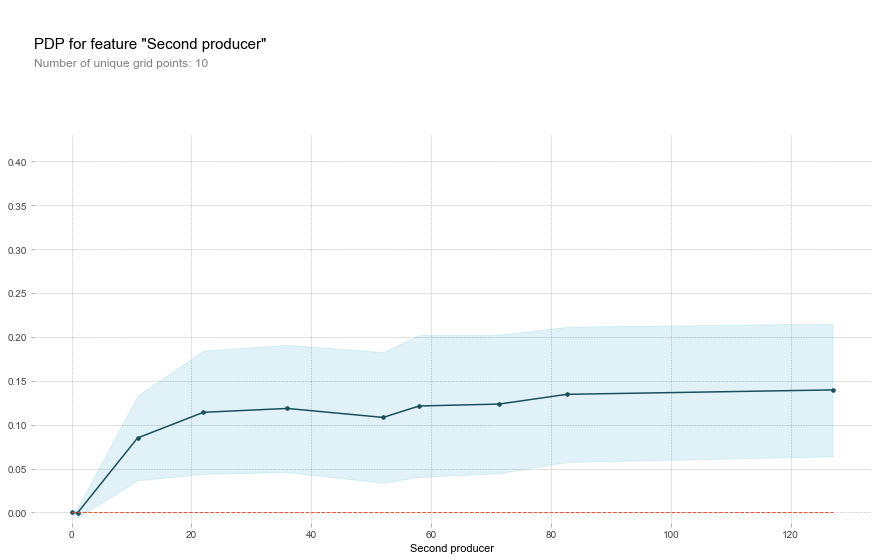 PDP for feature "Second producer"
Number of unique grid points: 10
0.40
0.35
0.30
0.25
0.20
0.15
0.10
0.05
0.00
0 20 40 60 80 100 120
Second producer